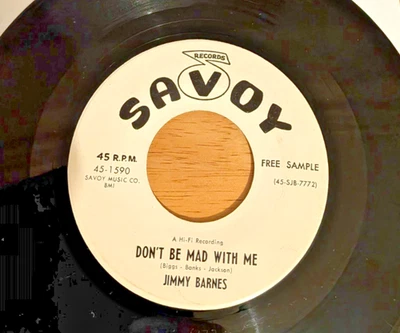 RECORDS
SAVOY
45 R.P.M.
45-1590
SAVOY MUSIC CO.
BMI
FREE SAMPLE
(45-SJB-7772)
A Hi-Fi Recording
DON'T BE MAD WITH ME
(Biggs - Banks - Jackson)
JIMMY BARNES